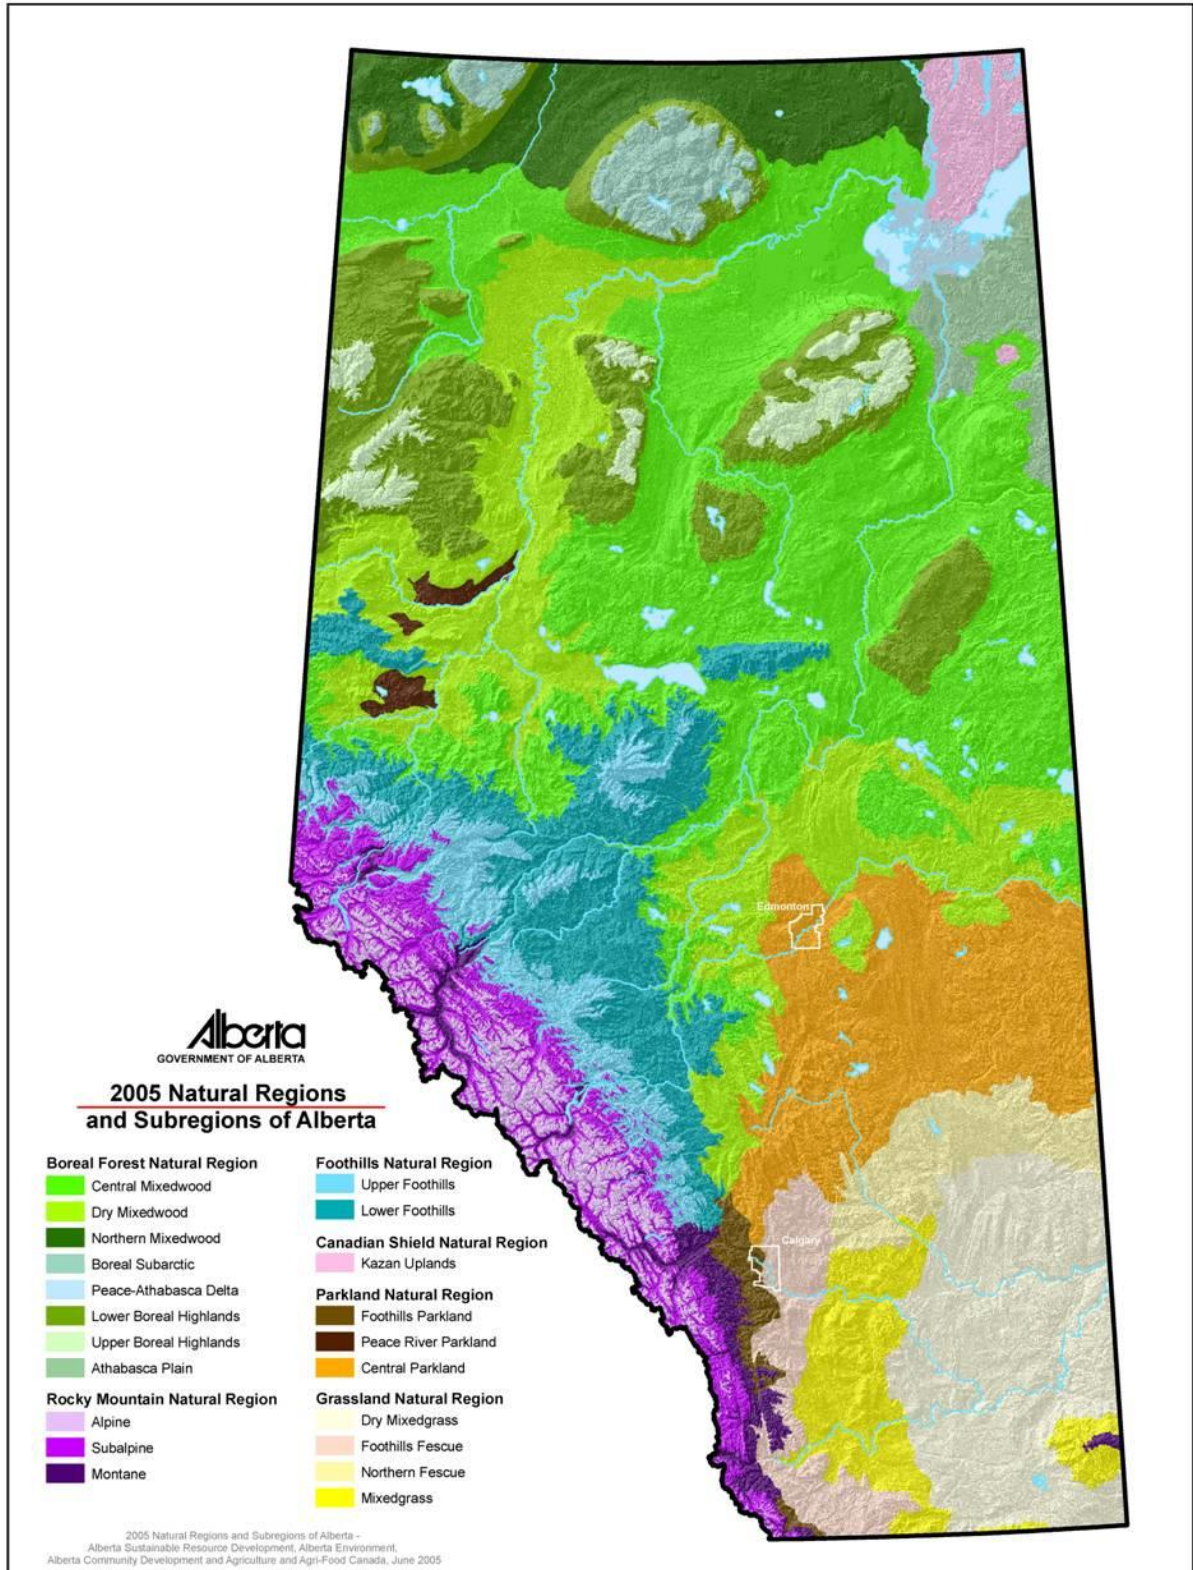 Edmonton
Calgary
Alberta
GOVERNMENT OF ALBERTA
2005 Natural Regions
and Subregions of Alberta
Boreal Forest Natural Region
Central Mixedwood
Dry Mixedwood
Northern Mixedwood
Boreal Subarctic
Peace-Athabasca Delta
Lower Boreal Highlands
Upper Boreal Highlands
Athabasca Plain
Rocky Mountain Natural Region
Alpine
Subalpine
Montane
Foothills Natural Region
Upper Foothills
Lower Foothills
Canadian Shield Natural Region
Kazan Uplands
Parkland Natural Region
Foothills Parkland
Peace River Parkland
Central Parkland
Grassland Natural Region
Dry Mixedgrass
Foothills Fescue
Northern Fescue
Mixedgrass
2005 Natural Regions and Subregions of Alberta -
Alberta Sustainable Resource Development, Alberta Environment,
Alberta Community Development and Agriculture and Agri-Food Canada, June 2005